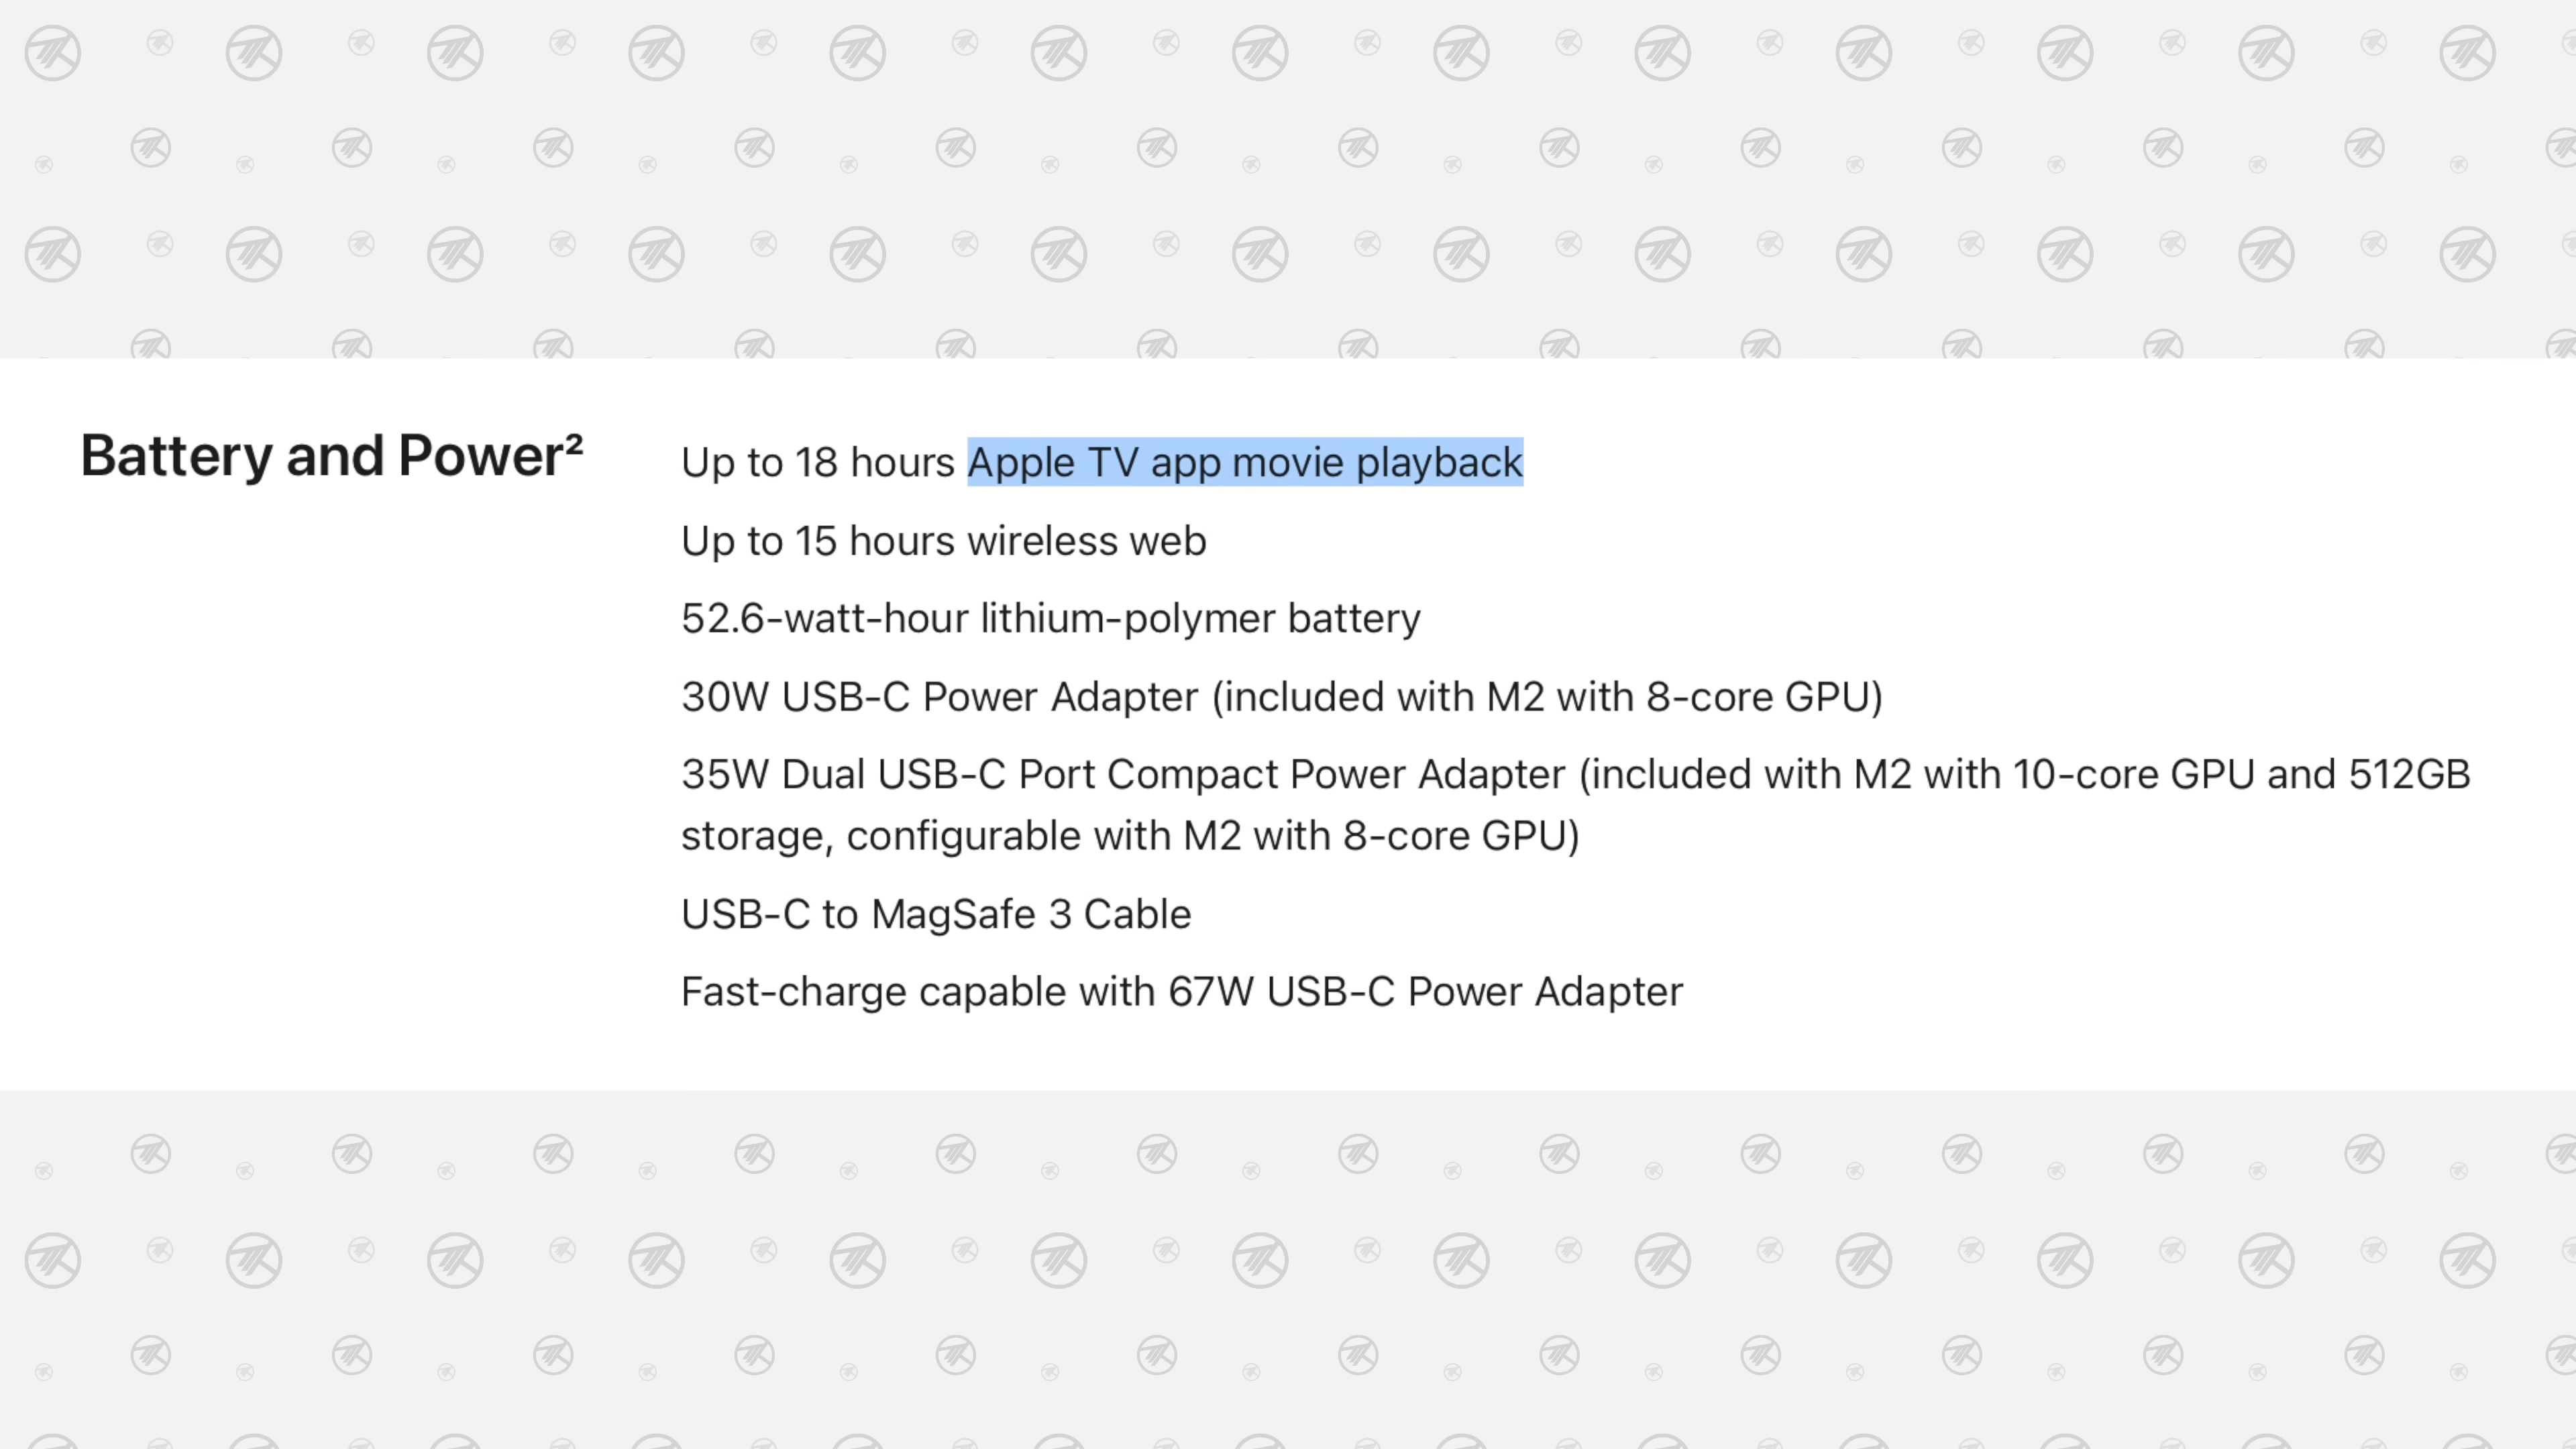 Battery and Power²
Up to 18 hours Apple TV app movie playback
Up to 15 hours wireless web
52.6-watt-hour lithium-polymer battery
30W USB-C Power Adapter (included with M2 with 8-core GPU)
35W Dual USB-C Port Compact Power Adapter (included with M2 with 10-core GPU and 512GB
storage, configurable with M2 with 8-core GPU)
USB-C to MagSafe 3 Cable
Fast-charge capable with 67W USB-C Power Adapter